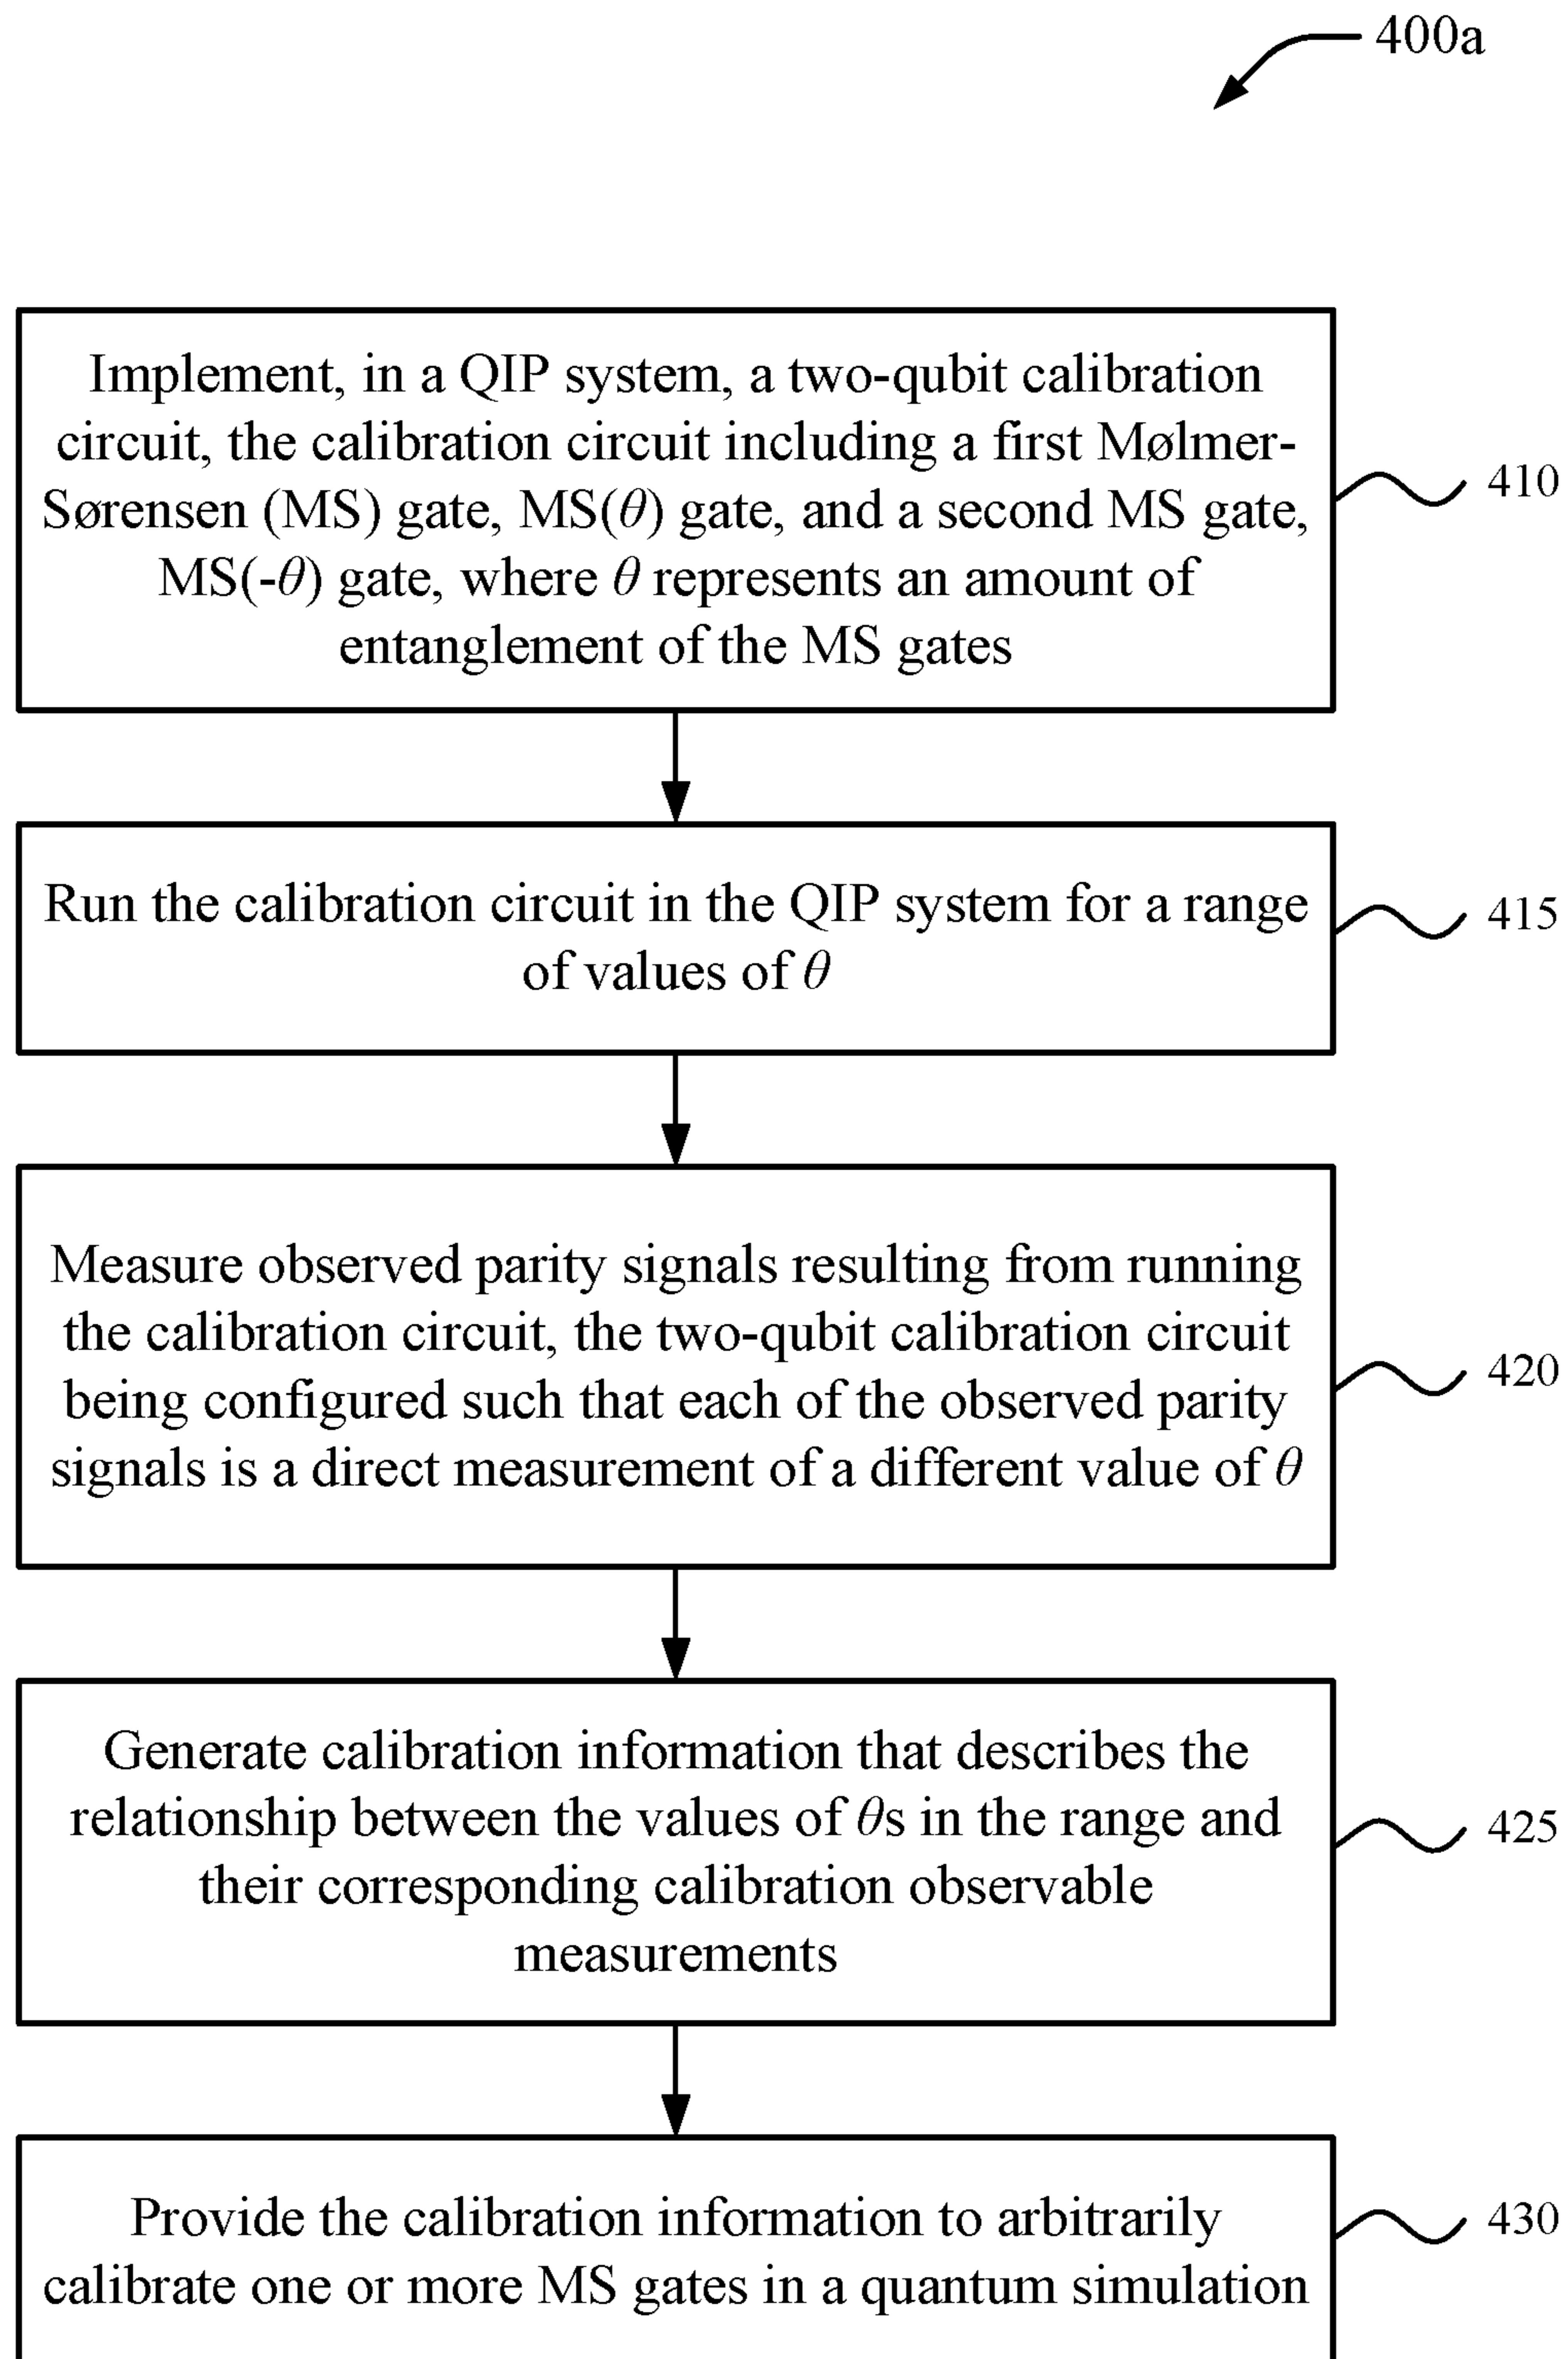 400a
Implement, in a QIP system, a two-qubit calibration
circuit, the calibration circuit including a first Mølmer-
Sørensen (MS) gate, MS(θ) gate, and a second MS gate,
MS(-θ) gate, where θ represents an amount of
entanglement of the MS gates
410
Run the calibration circuit in the QIP system for a range
of values of θ
415
Measure observed parity signals resulting from running
the calibration circuit, the two-qubit calibration circuit
being configured such that each of the observed parity
signals is a direct measurement of a different value of θ
420
Generate calibration information that describes the
relationship between the values of θs in the range and
their corresponding calibration observable
measurements
425
Provide the calibration information to arbitrarily
calibrate one or more MS gates in a quantum simulation
430